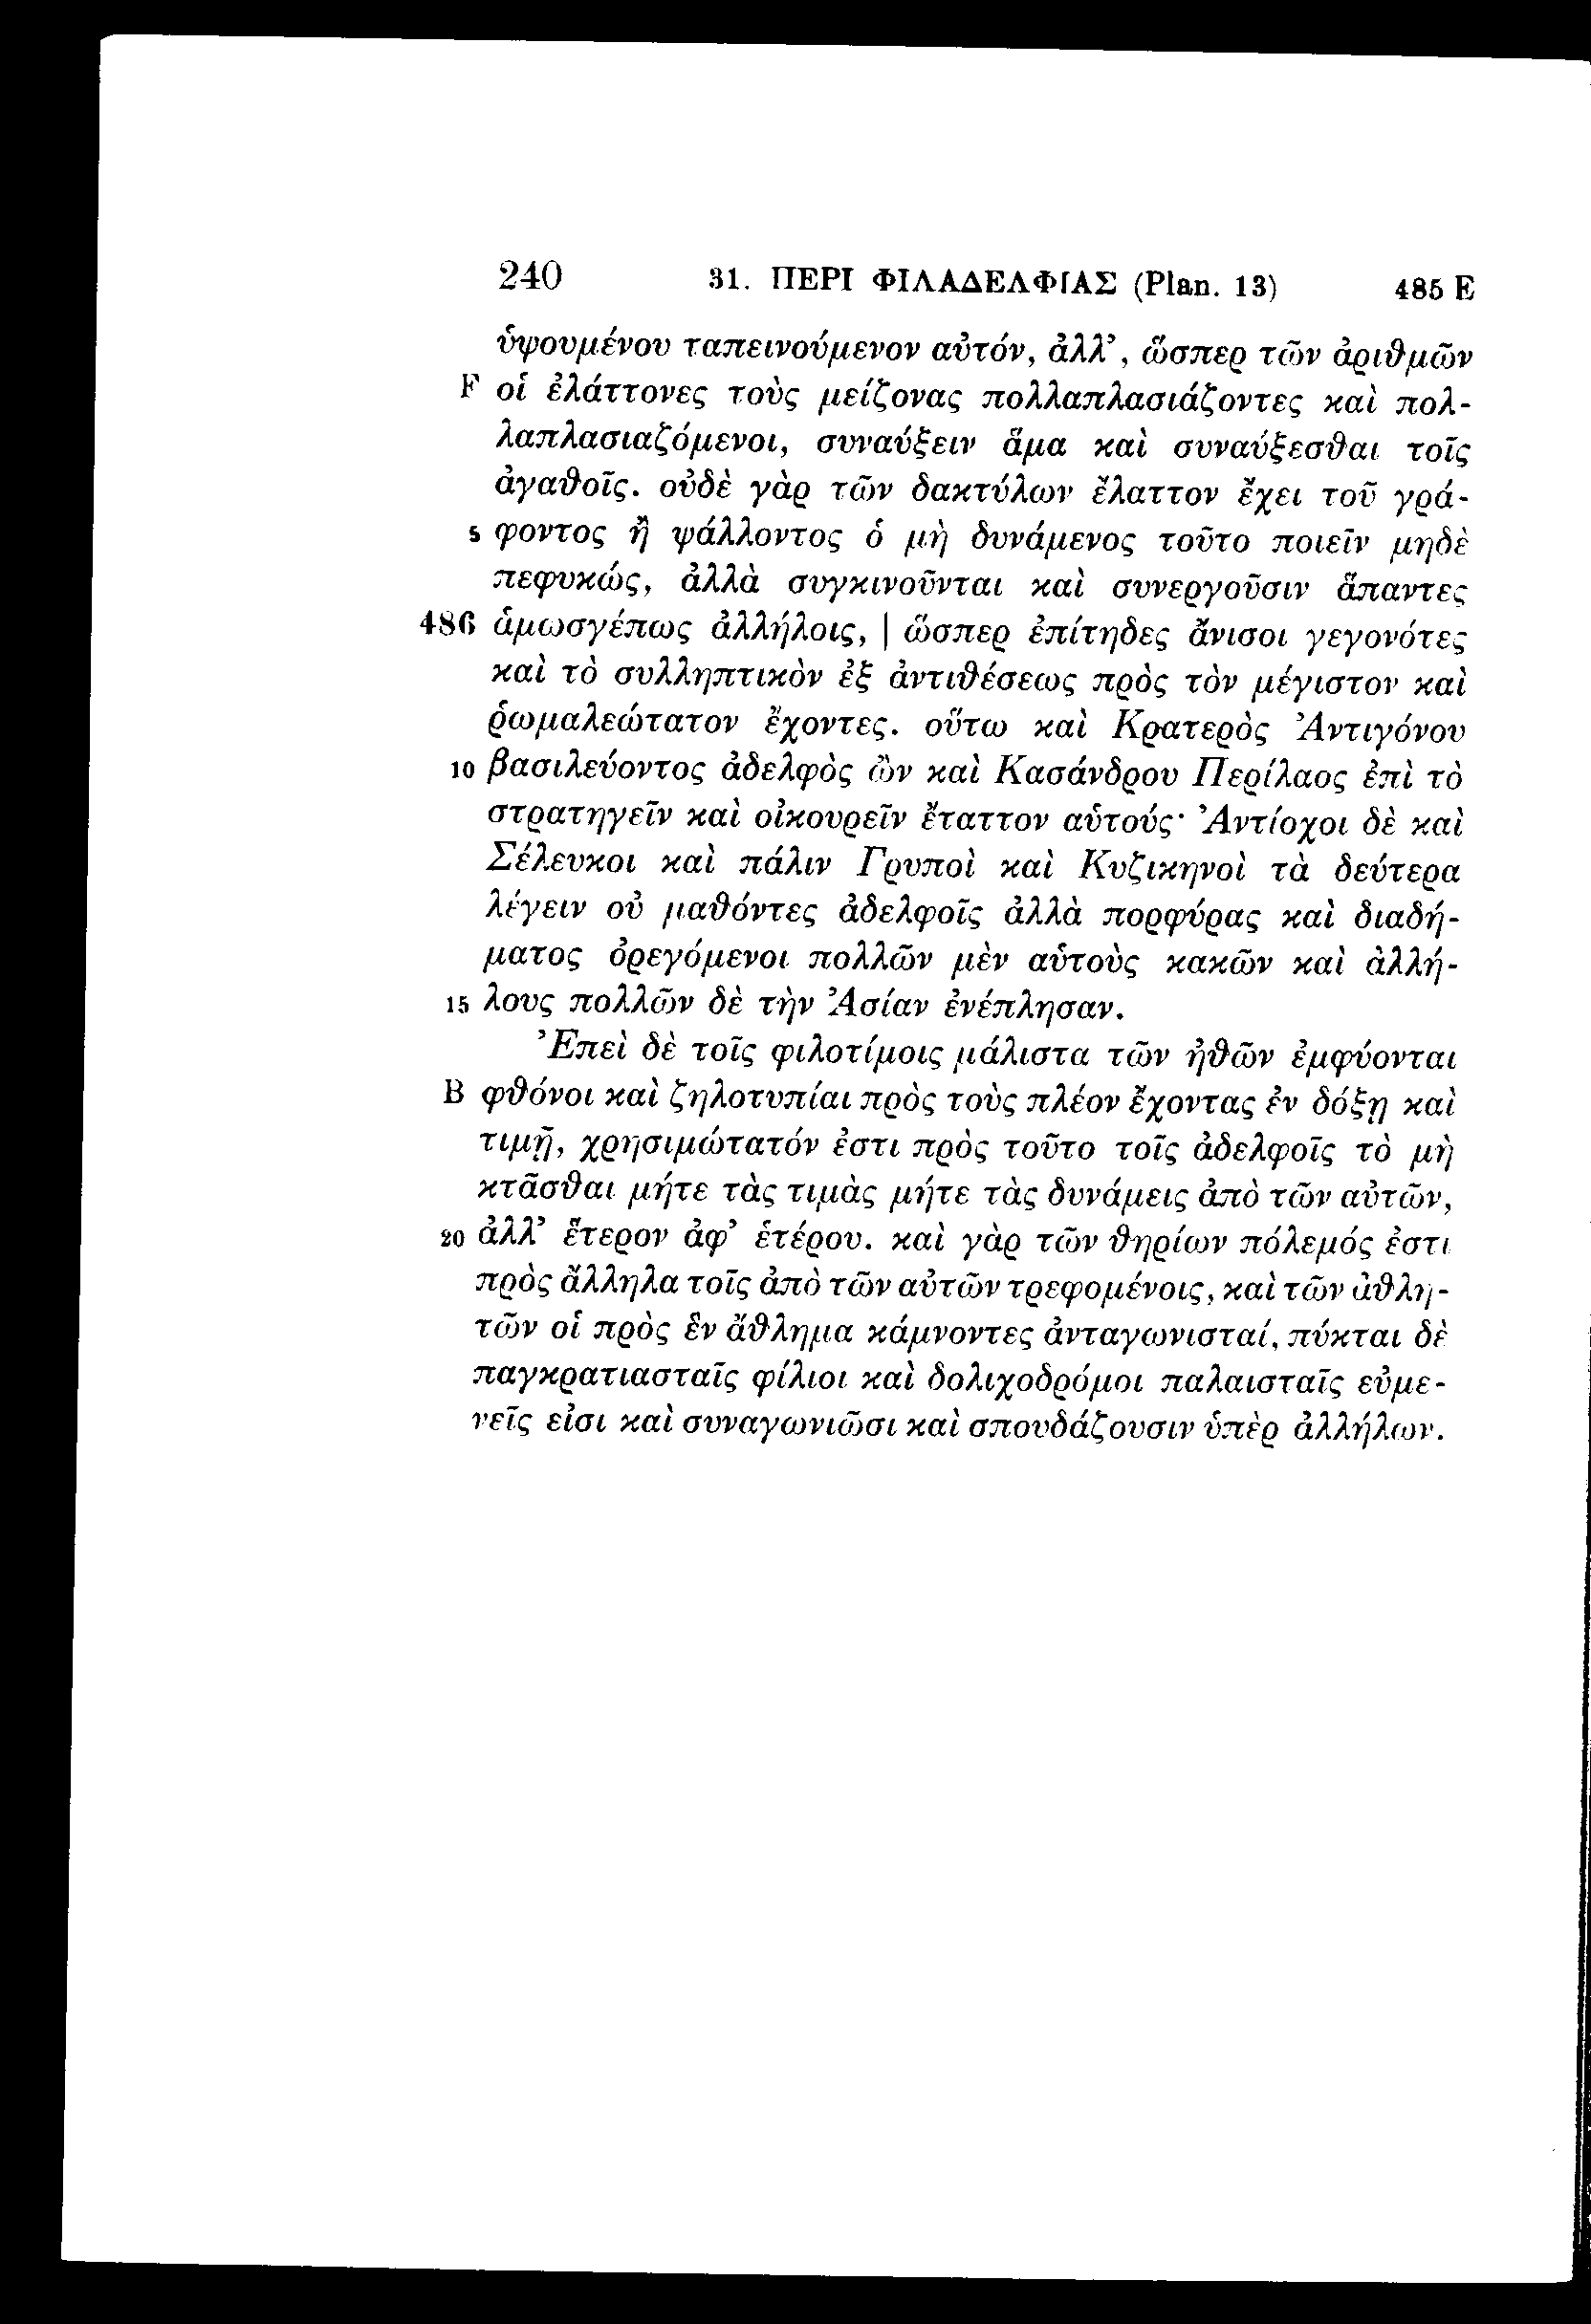 240 31. ΠΕΡΙ ΦΙΛΑΔΕΛΦΙΑΣ (Plan. 13) 485 E
ὑψουμένου ταπεινούμενον αὐτόν, ἀλλ’, ὥσπερ τῶν ἀριθμῶν
F οἱ ἐλάττονες τοὺς μείζονας πολλαπλασιάζοντες καὶ πολ-
λαπλασιαζόμενοι, συναύξειν ἅμα καὶ συναύξεσθαι τοῖς
ἀγαθοῖς. οὐδὲ γὰρ τῶν δακτύλων ἔλαττον ἔχει τοῦ γρά-
5 φοντος ἢ ψάλλοντος ὁ μὴ δυνάμενος τοῦτο ποιεῖν μηδὲ
πεφυκώς, ἀλλὰ συγκινοῦνται καὶ συνεργοῦσιν ἅπαντες
486 ἁμωσγέπως ἀλλήλοις, | ὥσπερ ἐπίτηδες ἄνισοι γεγονότες
καὶ τὸ συλληπτικὸν ἐξ ἀντιθέσεως πρὸς τὸν μέγιστον καὶ
ῥωμαλεώτατον ἔχοντες. οὕτω καὶ Κρατερὸς Ἀντιγόνου
10 βασιλεύοντος ἀδελφὸς ὢν καὶ Κασάνδρου Περίλαος ἐπὶ τὸ
στρατηγεῖν καὶ οἰκουρεῖν ἔταττον αὑτούς· Ἀντίοχοι δὲ καὶ
Σέλευκοι καὶ πάλιν Γρυποὶ καὶ Κυζικηνοὶ τὰ δεύτερα
λέγειν οὐ μαθόντες ἀδελφοῖς ἀλλὰ πορφύρας καὶ διαδή-
ματος ὀρεγόμενοι πολλῶν μὲν αὑτοὺς κακῶν καὶ ἀλλή-
15 λους πολλῶν δὲ τὴν Ἀσίαν ἐνέπλησαν.
Ἐπεὶ δὲ τοῖς φιλοτίμοις μάλιστα τῶν ἠθῶν ἐμφύονται
B φθόνοι καὶ ζηλοτυπίαι πρὸς τοὺς πλέον ἔχοντας ἐν δόξῃ καὶ
τιμῇ, χρησιμώτατόν ἐστι πρὸς τοῦτο τοῖς ἀδελφοῖς τὸ μὴ
κτᾶσθαι μήτε τὰς τιμὰς μήτε τὰς δυνάμεις ἀπὸ τῶν αὐτῶν,
20 ἀλλ’ ἕτερον ἀφ’ ἑτέρου. καὶ γὰρ τῶν θηρίων πόλεμός ἐστι
πρὸς ἄλληλα τοῖς ἀπὸ τῶν αὐτῶν τρεφομένοις, καὶ τῶν ἀθλη-
τῶν οἱ πρὸς ἓν ἄθλημα κάμνοντες ἀνταγωνισταί, πύκται δὲ
παγκρατιασταῖς φίλιοι καὶ δολιχοδρόμοι παλαισταῖς εὐμε-
νεῖς εἰσι καὶ συναγωνιῶσι καὶ σπουδάζουσιν ὑπὲρ ἀλλήλων.